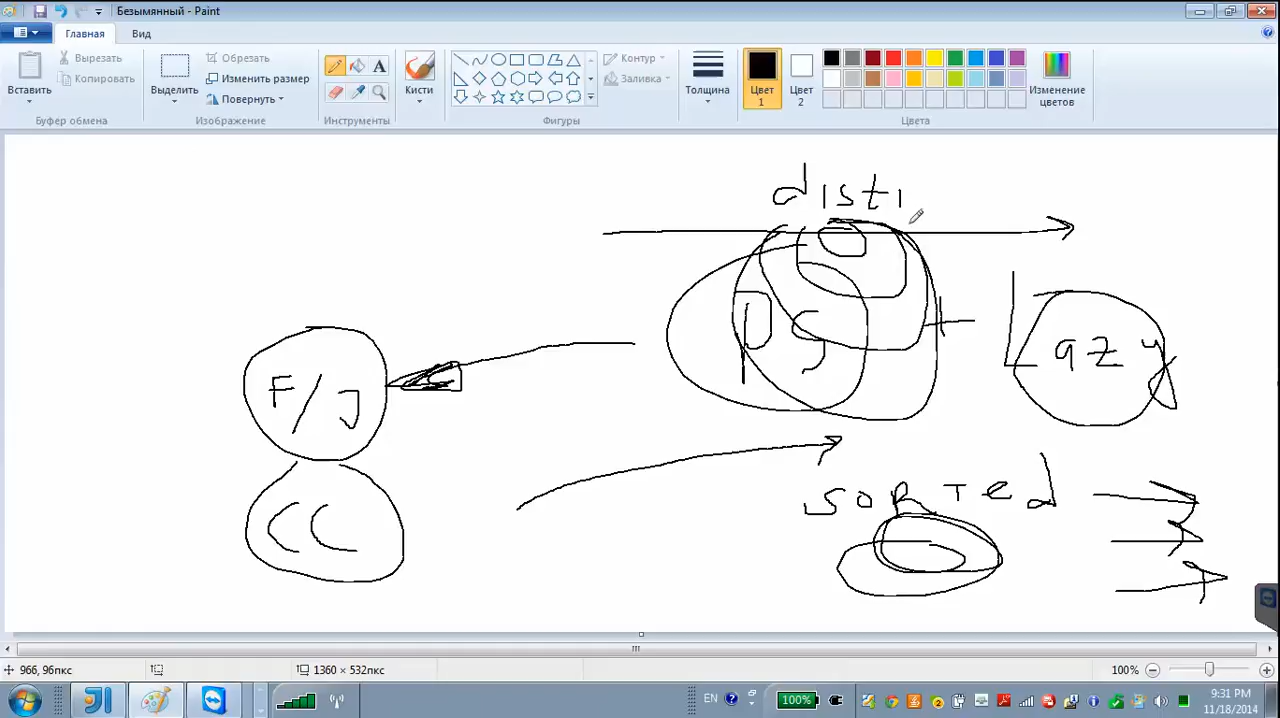 Безымянный - Paint
Главная Вид
Вставить
Вырезать
Копировать
Буфер обмена
Выделить
Обрезать
Изменить размер
Повернуть
Изображение
Инструменты
Кисти
Фигуры
Контур
Заливка
Толщина
Цвет 1
Цвет 2
Цвета
Изменение цветов
disti
ps + Lazy
F/J
CC
sorted
966, 96пкс
1360 × 532пкс
100%
EN
100%
9:31 PM
11/18/2014